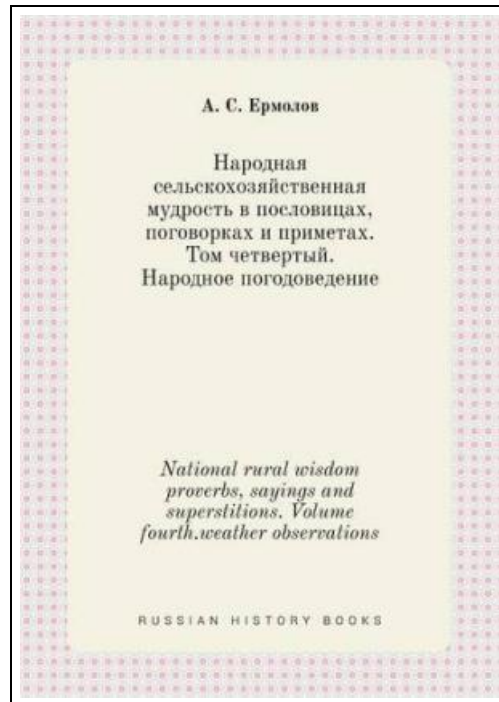 А. С. Ермолов
Народная
сельскохозяйственная
мудрость в пословицах,
поговорках и приметах.
Том четвертый.
Народное погодоведение
National rural wisdom
proverbs, sayings and
superstitions. Volume
fourth.weather observations
RUSSIAN HISTORY BOOKS